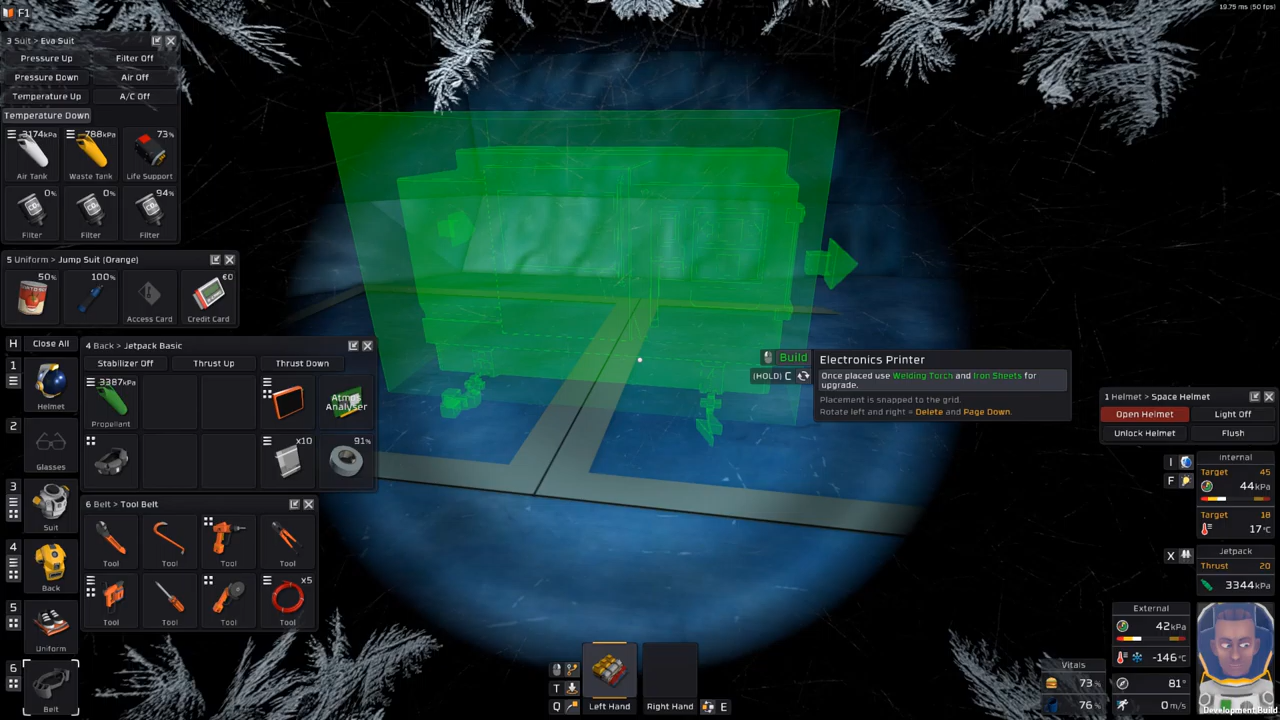 F1
19.75 ms (50 fps)
3 Suit > Eva Suit
Pressure Up
Filter Off
Pressure Down
Air Off
Temperature Up
A/C Off
Temperature Down
3174kPa
788kPa
73%
Air Tank
Waste Tank
Life Support
0%
0%
94%
Filter
Filter
Filter
5 Uniform > Jump Suit (Orange)
50%
100%
€0
Access Card
Credit Card
H
Close All
4 Back > Jetpack Basic
Stabilizer Off
Thrust Up
Thrust Down
3387kPa
Propellant
Atmos Analyser
x10
91%
6 Belt > Tool Belt
Tool
Tool
Tool
Tool
x5
Tool
Tool
Tool
Tool
1
Helmet
2
Glasses
3
Suit
4
Back
5
Uniform
6
Belt
Build
(HOLD) C
Electronics Printer
Once placed use Welding Torch and Iron Sheets for
upgrade.
Placement is snapped to the grid.
Rotate left and right = Delete and Page Down.
T
Q
Left Hand
Right Hand
E
1 Helmet > Space Helmet
Open Helmet
Light Off
Unlock Helmet
Flush
I
F
Internal
Target 45
44kPa
Target 18
17°C
X
Jetpack
Thrust 20
3344kPa
External
42kPa
-146°C
Vitals
73%
81°
76%
0m/s
Development Build